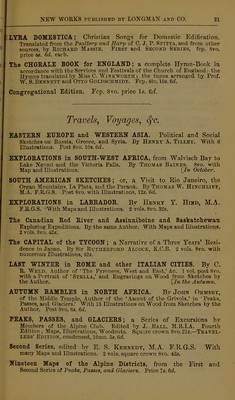 NEW WORKS PUBLISHED BY LONGMAN AND CO. 21
LYRA DOMESTICA; Christian Songs for Domestic Edification.
Translated from the Psaltery and Harp of C. J. P. SPITTA, and from other
sources, by RICHARD MASSIE. FIRST and SECOND SERIES, fcp. 8vo.
price 4s. 6d. each.
The CHORALE BOOK for ENGLAND; a complete Hymn-Book in
accordance with the Services and Festivals of the Church of England: the
Hymns translated by Miss C. WINKWORTH; the tunes arranged by Prof.
W. S. BENNETT and OTTO GOLDSCHMIDT. Fcp. 4to. 10s. 6d.
Congregational Edition. Fcp. 8vo. price 1s. 6d.
Travels, Voyages, &c.
EASTERN EUROPE and WESTERN ASIA. Political and Social
Sketches on Russia, Greece, and Syria. By HENRY A. TILLEY. With 6
Illustrations. Post 8vo. 10s. 6d.
EXPLORATIONS in SOUTH-WEST AFRICA, from Walvisch Bay to
Lake Ngami and the Victoria Falls. By THOMAS BAINES. 8vo. with
Map and Illustrations. [In October.
SOUTH AMERICAN SKETCHES; or, a Visit to Rio Janeiro, the
Organ Mountains, La Plata, and the Paraná. By THOMAS W. HINCHLIFF,
M.A. F.R.G.S. Post 8vo. with Illustrations, 12s. 6d.
EXPLORATIONS in LABRADOR. By HENRY Y. HIND, M.A.
F.R.G.S. With Maps and Illustrations. 2 vols. 8vo. 32s.
The Canadian Red River and Assinniboine and Saskatchewan
Exploring Expeditions. By the same Author. With Maps and Illustrations,
2 vols. 8vo. 42s.
The CAPITAL of the TYCOON; a Narrative of a Three Years' Resi-
dence in Japan. By Sir RUTHERFORD ALCOCK, K.C.B. 2 vols. 8vo. with
numerous Illustrations, 42s.
LAST WINTER in ROME and other ITALIAN CITIES. By C.
R. WELD, Author of 'The Pyrenees, West and East,' &c. 1 vol. post 8vo.
with a Portrait of 'STELLA,' and Engravings on Wood from Sketches by
the Author. [In the Autumn.
AUTUMN RAMBLES in NORTH AFRICA. By JOHN ORMSBY,
of the Middle Temple, Author of the 'Ascent of the Grivola,' in 'Peaks,
Passes, and Glaciers.' With 13 Illustrations on Wood from Sketches by the
Author. Post 8vo. 8s. 6d.
PEAKS, PASSES, and GLACIERS; a Series of Excursions by
Members of the Alpine Club. Edited by J. BALL, M.R.I.A. Fourth
Edition; Maps, Illustrations, Woodcuts. Square crown 8vo. 21s.—TRAVEL-
LERS' EDITION, condensed, 16mo. 5s. 6d.
Second Series, edited by E. S. KENNEDY, M.A. F.R.G.S. With
many Maps and Illustrations. 2 vols. square crown 8vo. 42s.
Nineteen Maps of the Alpine Districts, from the First and
Second Series of Peaks, Passes, and Glaciers. Price 7s. 6d.